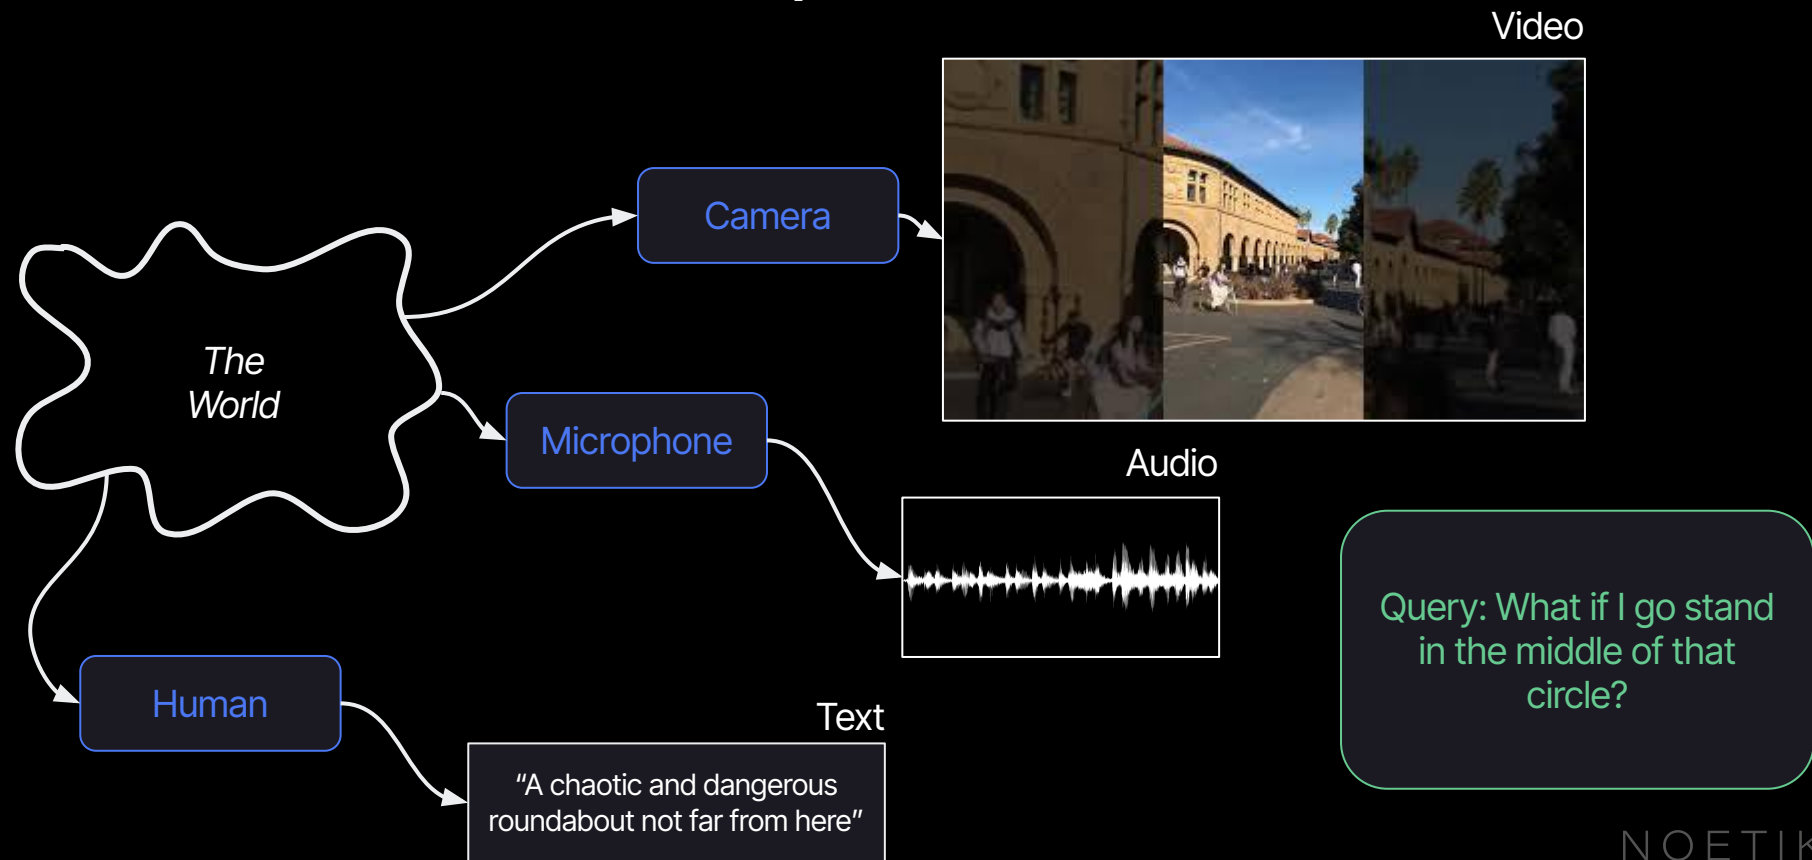 Video
Camera
The
World
Microphone
Audio
Query: What if I go stand
in the middle of that
circle?
Human
Text
“A chaotic and dangerous
roundabout not far from here”
NOETIK